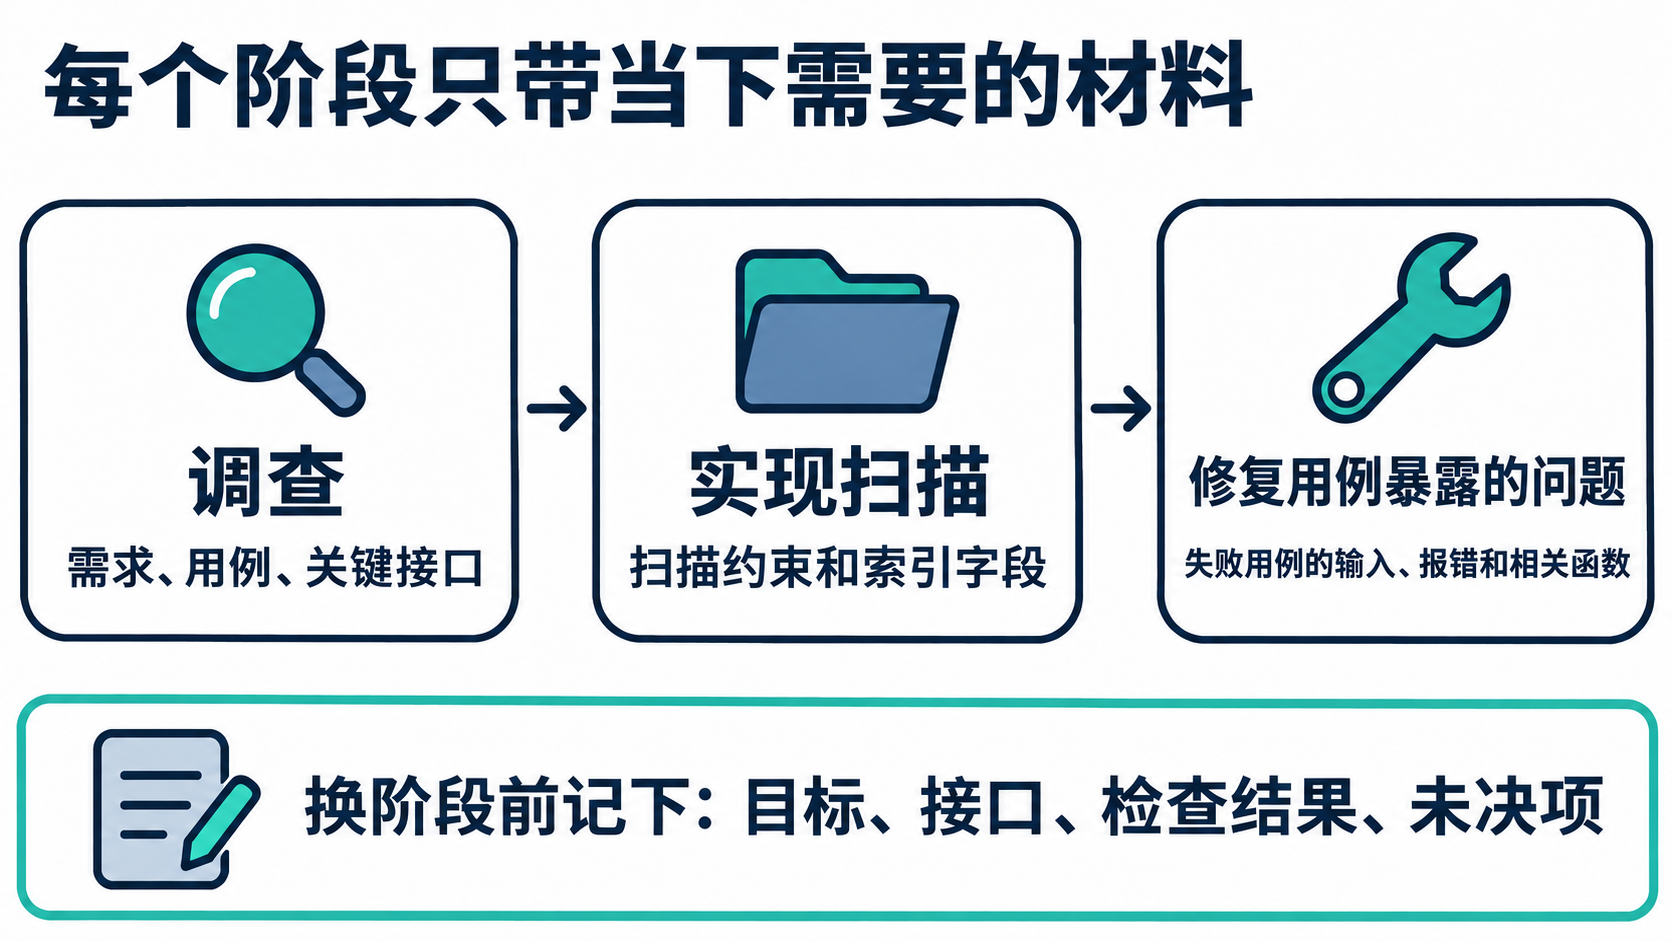 每个阶段只带当下需要的材料
调查
需求、用例、关键接口
实现扫描
扫描约束和索引字段
修复用例暴露的问题
失败用例的输入、报错和相关函数
换阶段前记下：目标、接口、检查结果、未决项